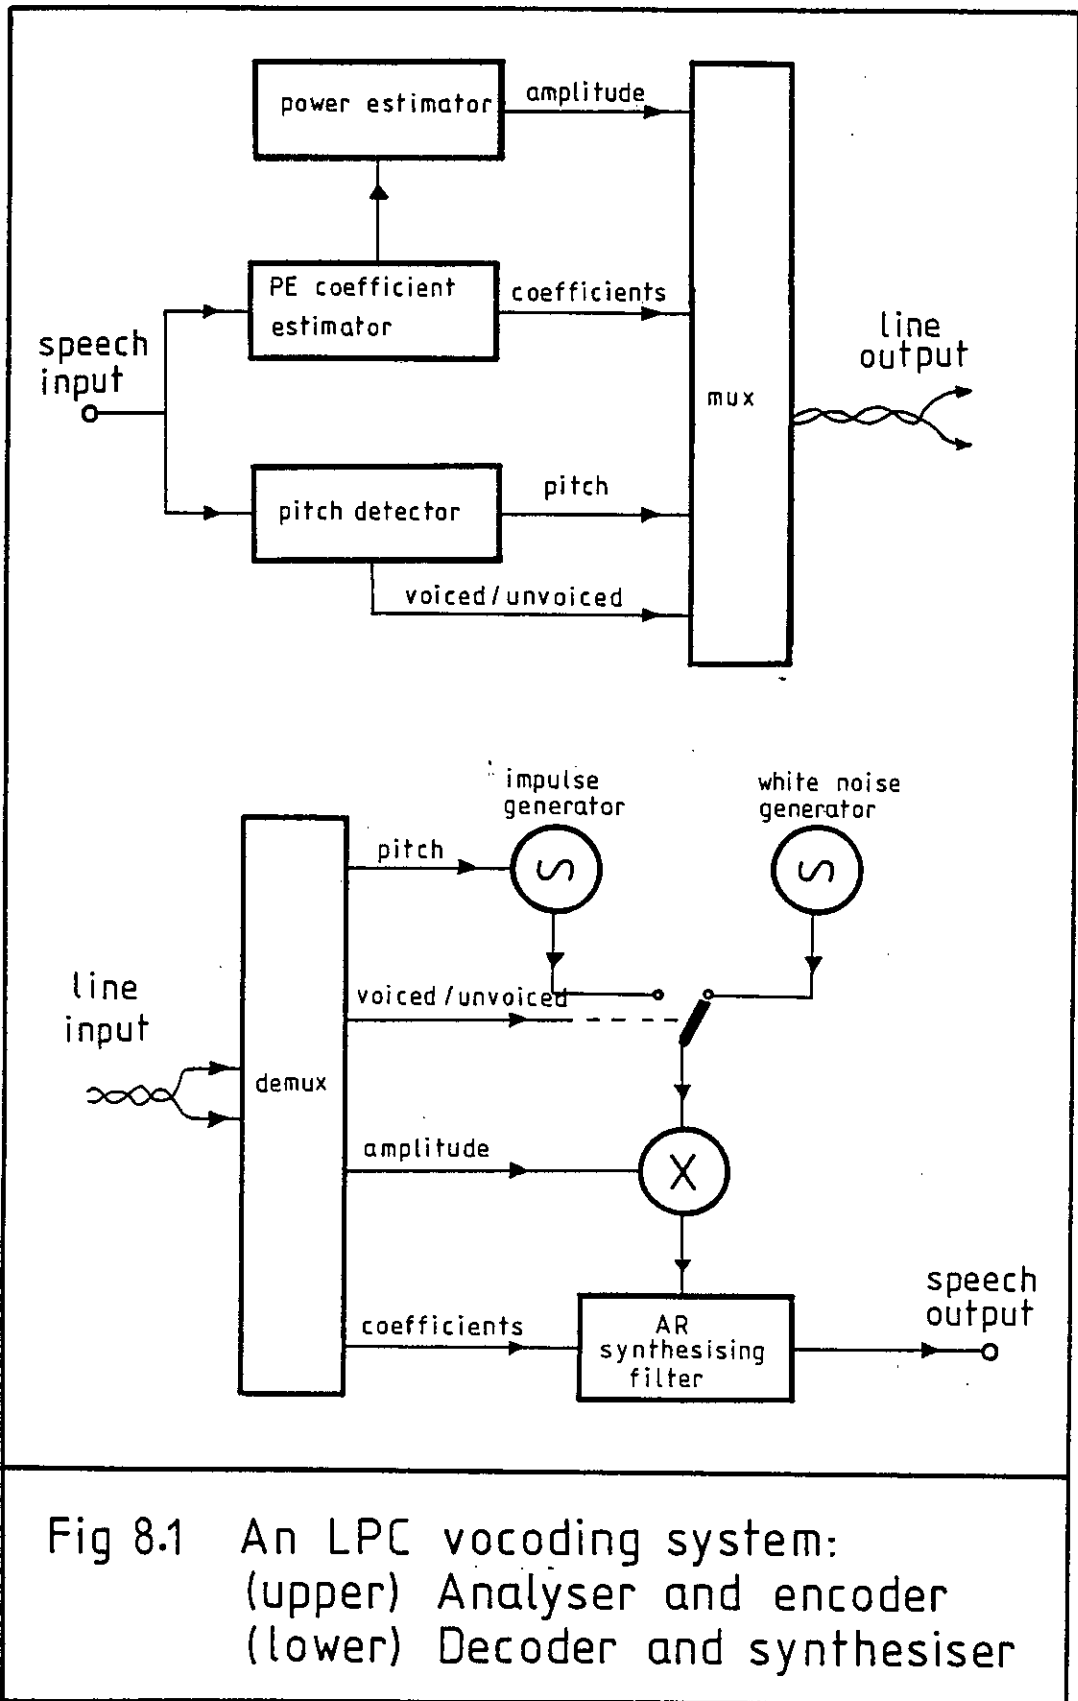 power estimator
amplitude
PE coefficient
estimator
coefficients
speech
input
line
output
mux
pitch detector
pitch
voiced/unvoiced
impulse
generator
white noise
generator
pitch
line
input
voiced/unvoiced
demux
amplitude
X
coefficients
AR
synthesising
filter
speech
output
Fig 8.1 An LPC vocoding system:
(upper) Analyser and encoder
(lower) Decoder and synthesiser